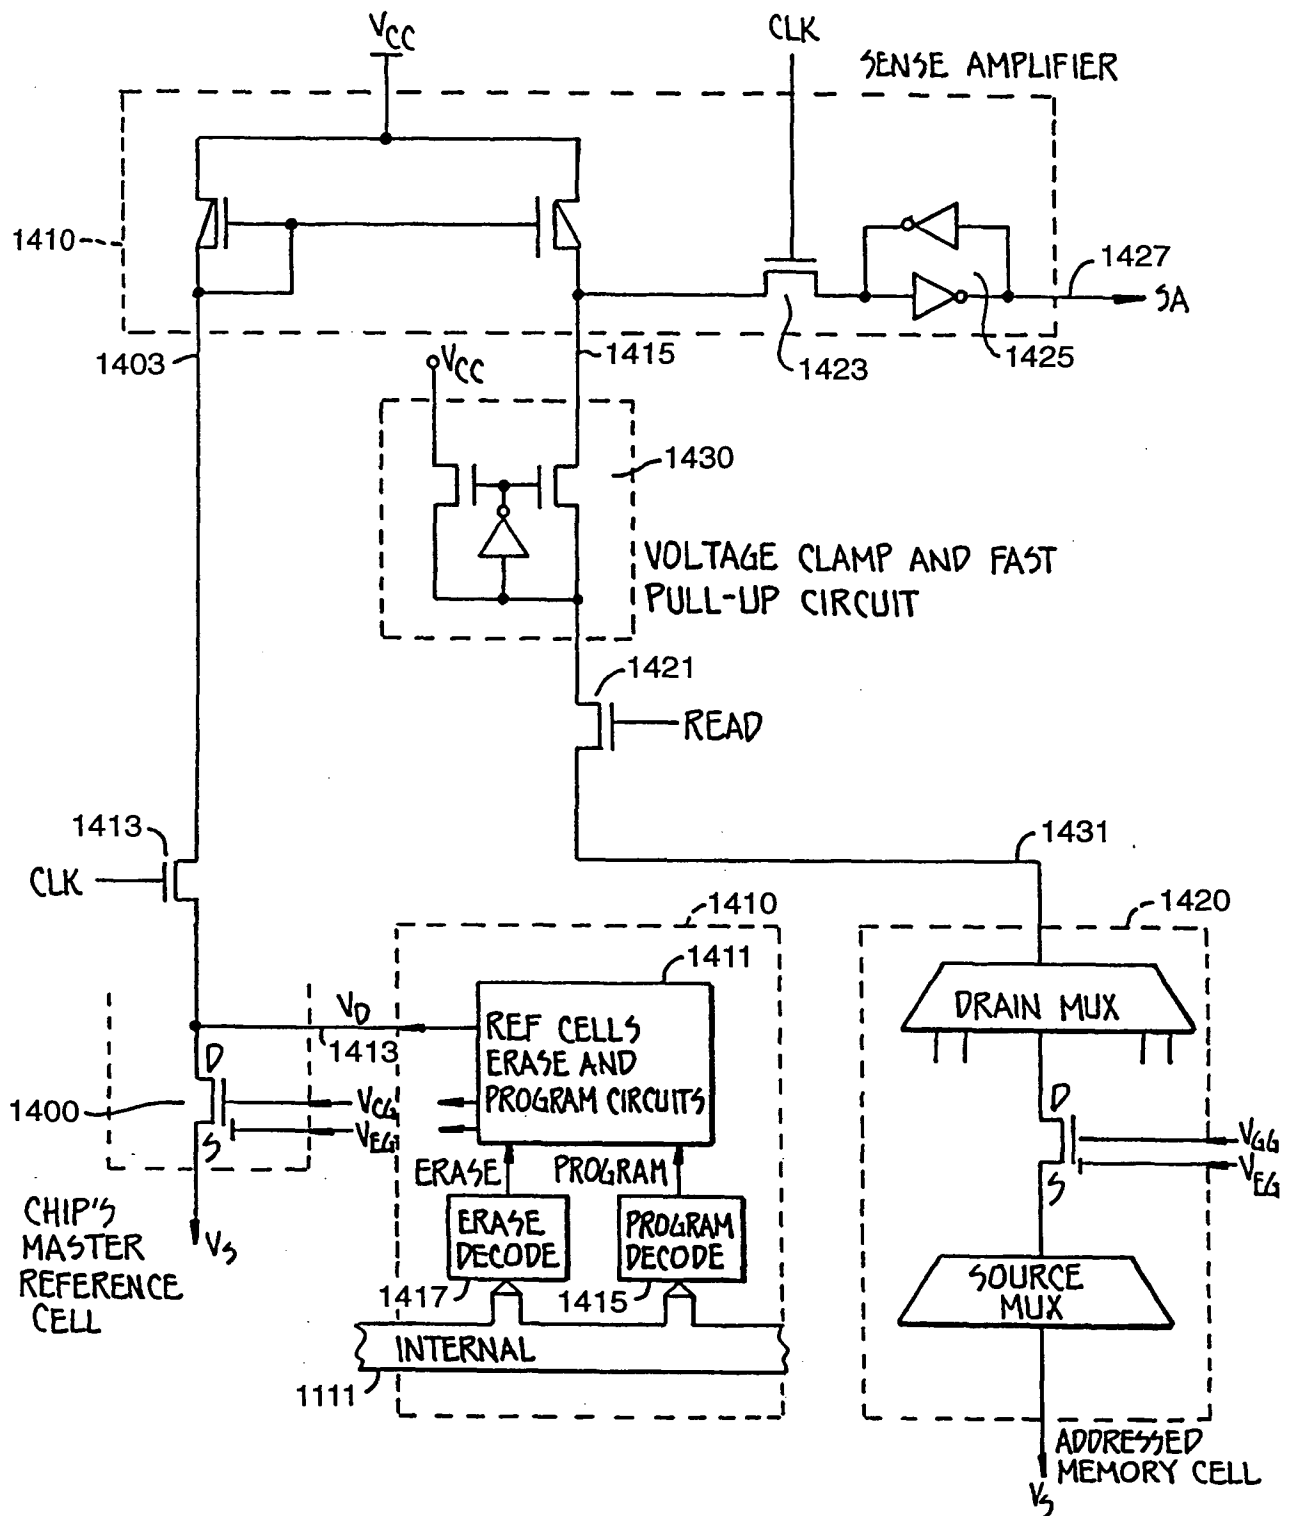 VCC
CLK
SENSE AMPLIFIER
1410
1427
SA
1403
1415
1423
1425
VCC
1430
VOLTAGE CLAMP AND FAST
PULL-UP CIRCUIT
1421
READ
1413
1431
CLK
1410
1420
1411
VD
1413
REF CELLS
ERASE AND
PROGRAM CIRCUITS
DRAIN MUX
D
1400
VCG
VEG
S
D
VGG
VEG
S
ERASE
PROGRAM
CHIP'S
MASTER
REFERENCE
CELL
VS
ERASE
DECODE
PROGRAM
DECODE
1417
1415
SOURCE
MUX
INTERNAL
1111
ADDRESSED
MEMORY CELL
VS